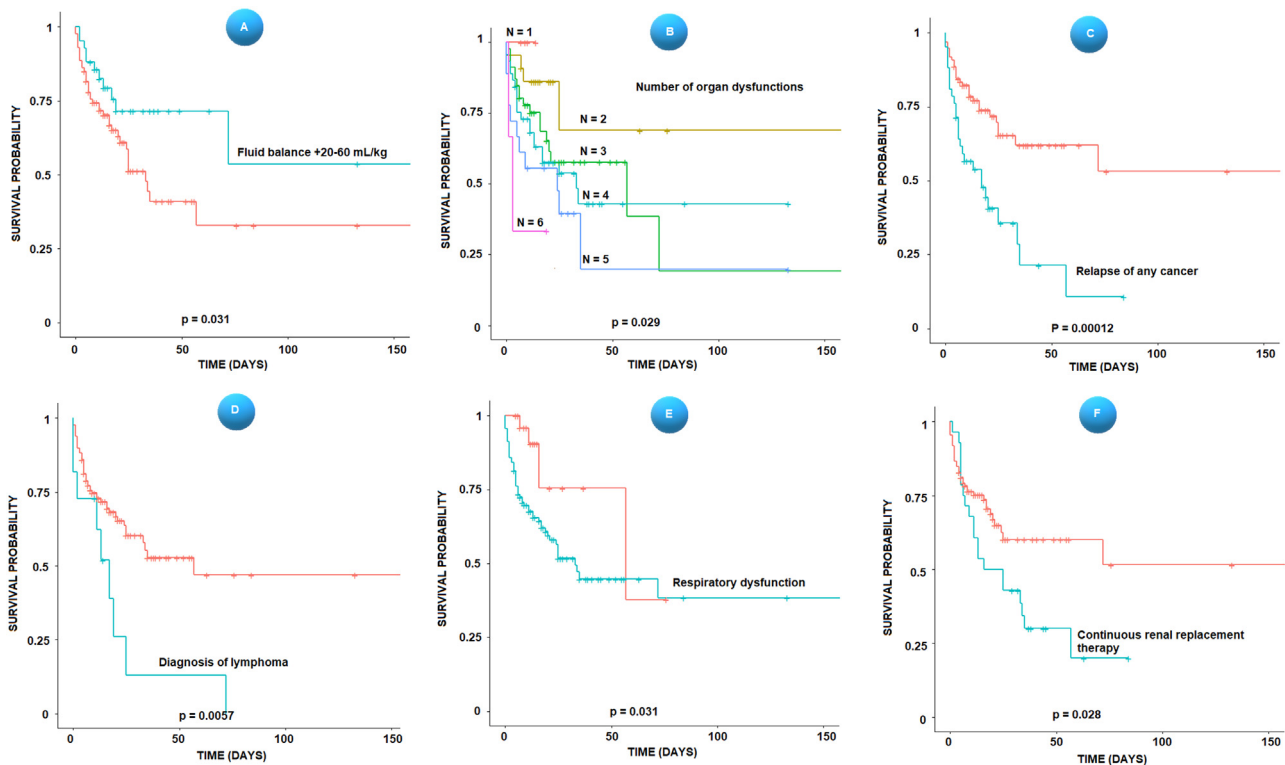 A
SURVIVAL PROBABILITY
1
0.75
0.5
0.25
0
Fluid balance +20-60 mL/kg
p = 0.031
0
50
100
150
TIME (DAYS)
B
SURVIVAL PROBABILITY
1
0.75
0.5
0.25
0
N = 1
Number of organ dysfunctions
N = 2
N = 3
N = 4
N = 6
N = 5
p = 0.029
0
50
100
150
TIME (DAYS)
C
SURVIVAL PROBABILITY
1
0.75
0.5
0.25
0
Relapse of any cancer
P = 0.00012
0
50
100
150
TIME (DAYS)
D
SURVIVAL PROBABILITY
1
0.75
0.5
0.25
0
Diagnosis of lymphoma
p = 0.0057
0
50
100
150
TIME (DAYS)
E
SURVIVAL PROBABILITY
1
0.75
0.5
0.25
0
Respiratory dysfunction
p = 0.031
0
50
100
150
TIME (DAYS)
F
SURVIVAL PROBABILITY
1
0.75
0.5
0.25
0
Continuous renal replacement
therapy
p = 0.028
0
50
100
150
TIME (DAYS)